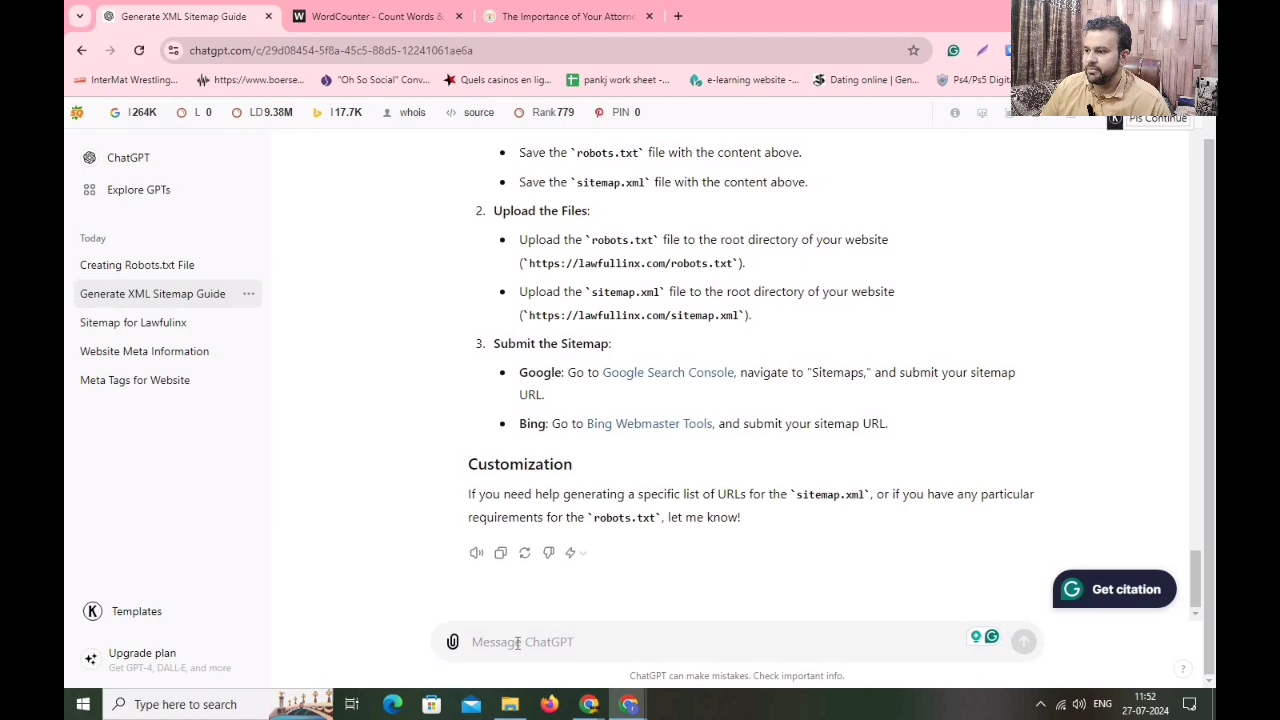 Generate XML Sitemap Guide
WordCounter - Count Words &
The Importance of Your Attorn
chatgpt.com/c/29d08454-5f8a-45c5-88d5-12241061ae6a
InterMat Wrestling...
https://www.boerse...
"Oh So Social" Conv...
Quels casinos en lig...
pankj work sheet -...
e-learning website -...
Dating online | Gen...
Ps4/Ps5 Digit
I 264K
L 0
LD 9.38M
I 17.7K
whois
source
Rank 779
PIN 0
Pls Continue
ChatGPT
Explore GPTs
Today
Creating Robots.txt File
Generate XML Sitemap Guide
Sitemap for Lawfulinx
Website Meta Information
Meta Tags for Website
Templates
Upgrade plan
Get GPT-4, DALL·E, and more
• Save the `robots.txt` file with the content above.
• Save the `sitemap.xml` file with the content above.
2. Upload the Files:
• Upload the `robots.txt` file to the root directory of your website
(`https://lawfullinx.com/robots.txt`).
• Upload the `sitemap.xml` file to the root directory of your website
(`https://lawfullinx.com/sitemap.xml`).
3. Submit the Sitemap:
• Google: Go to Google Search Console, navigate to "Sitemaps," and submit your sitemap
URL.
• Bing: Go to Bing Webmaster Tools, and submit your sitemap URL.
Customization
If you need help generating a specific list of URLs for the `sitemap.xml`, or if you have any particular
requirements for the `robots.txt`, let me know!
Get citation
Message ChatGPT
ChatGPT can make mistakes. Check important info.
?
Type here to search
ENG
11:52
27-07-2024